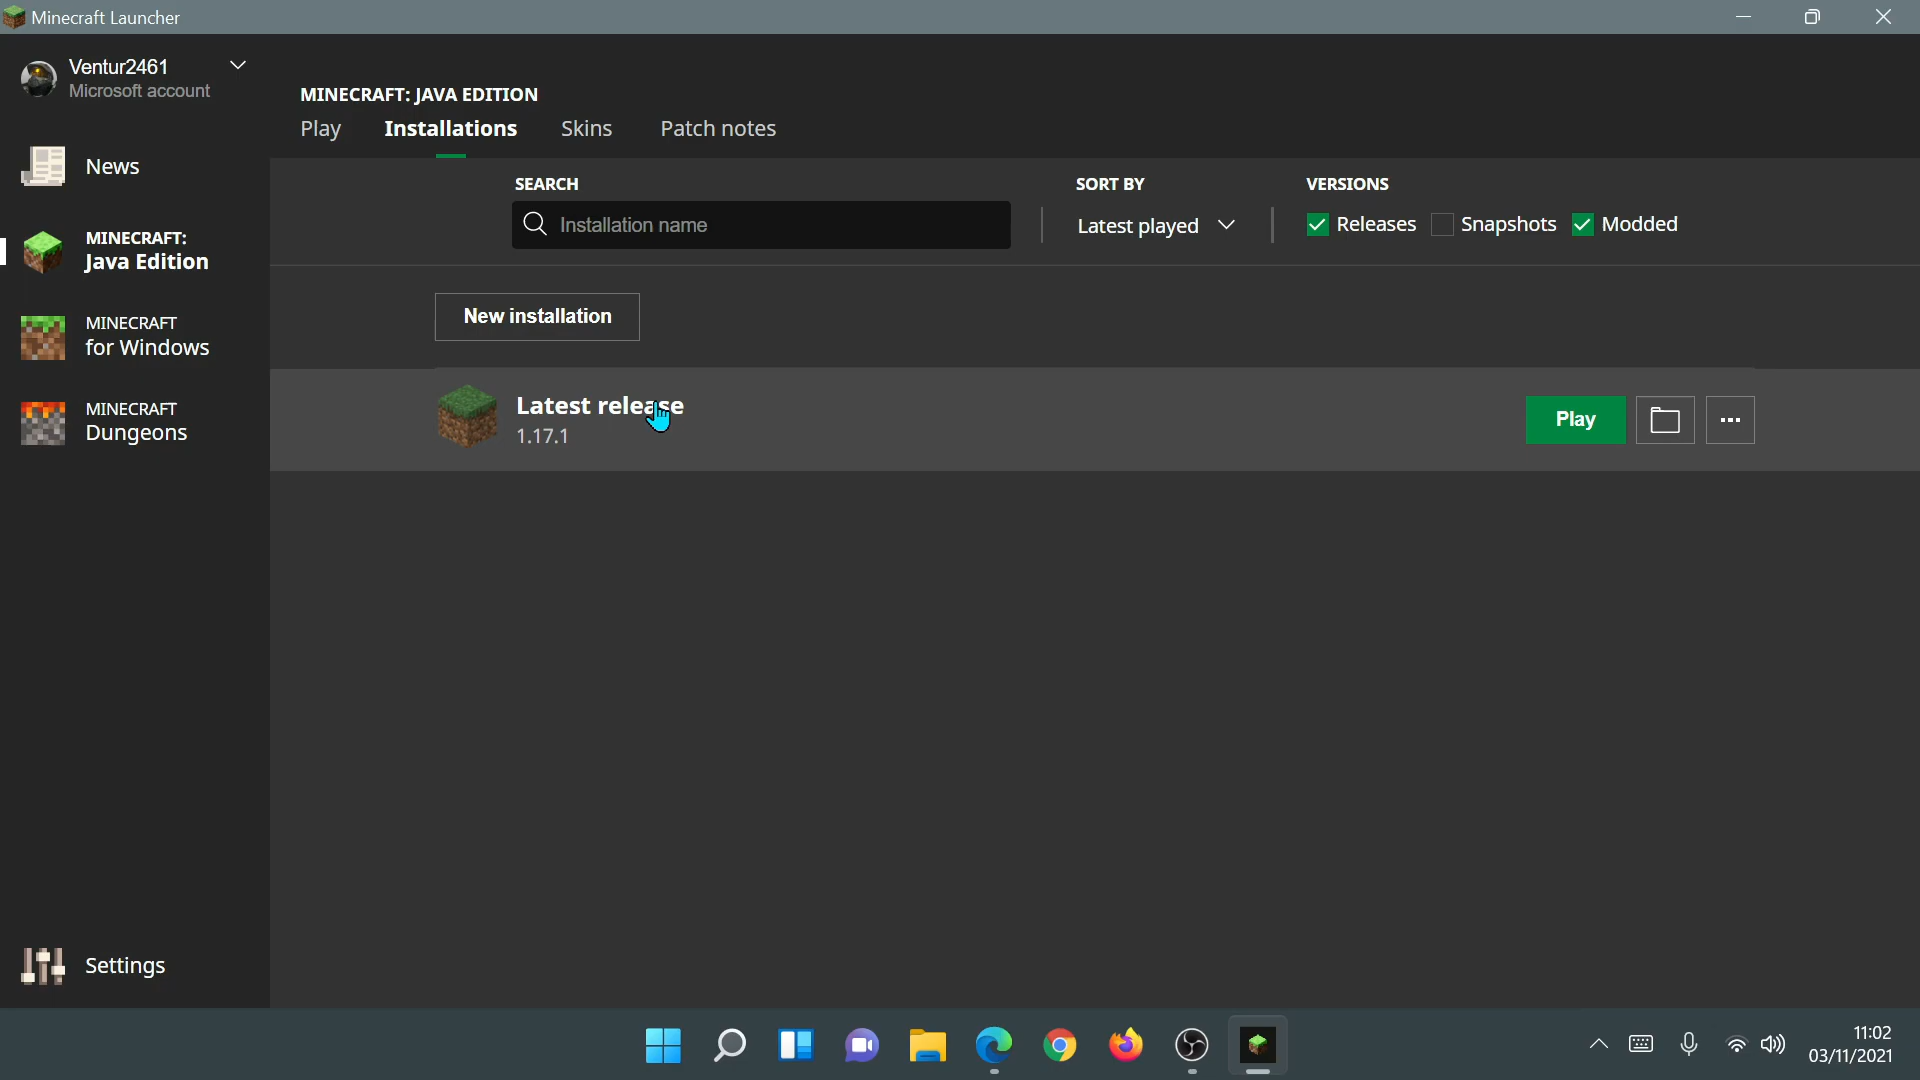 Minecraft Launcher
Ventur2461
Microsoft account
News
MINECRAFT:
Java Edition
MINECRAFT
for Windows
MINECRAFT
Dungeons
Settings
MINECRAFT: JAVA EDITION
Play Installations Skins Patch notes
SEARCH
Installation name
SORT BY
Latest played
VERSIONS
Releases Snapshots Modded
New installation
Latest release
1.17.1
Play
11:02
03/11/2021